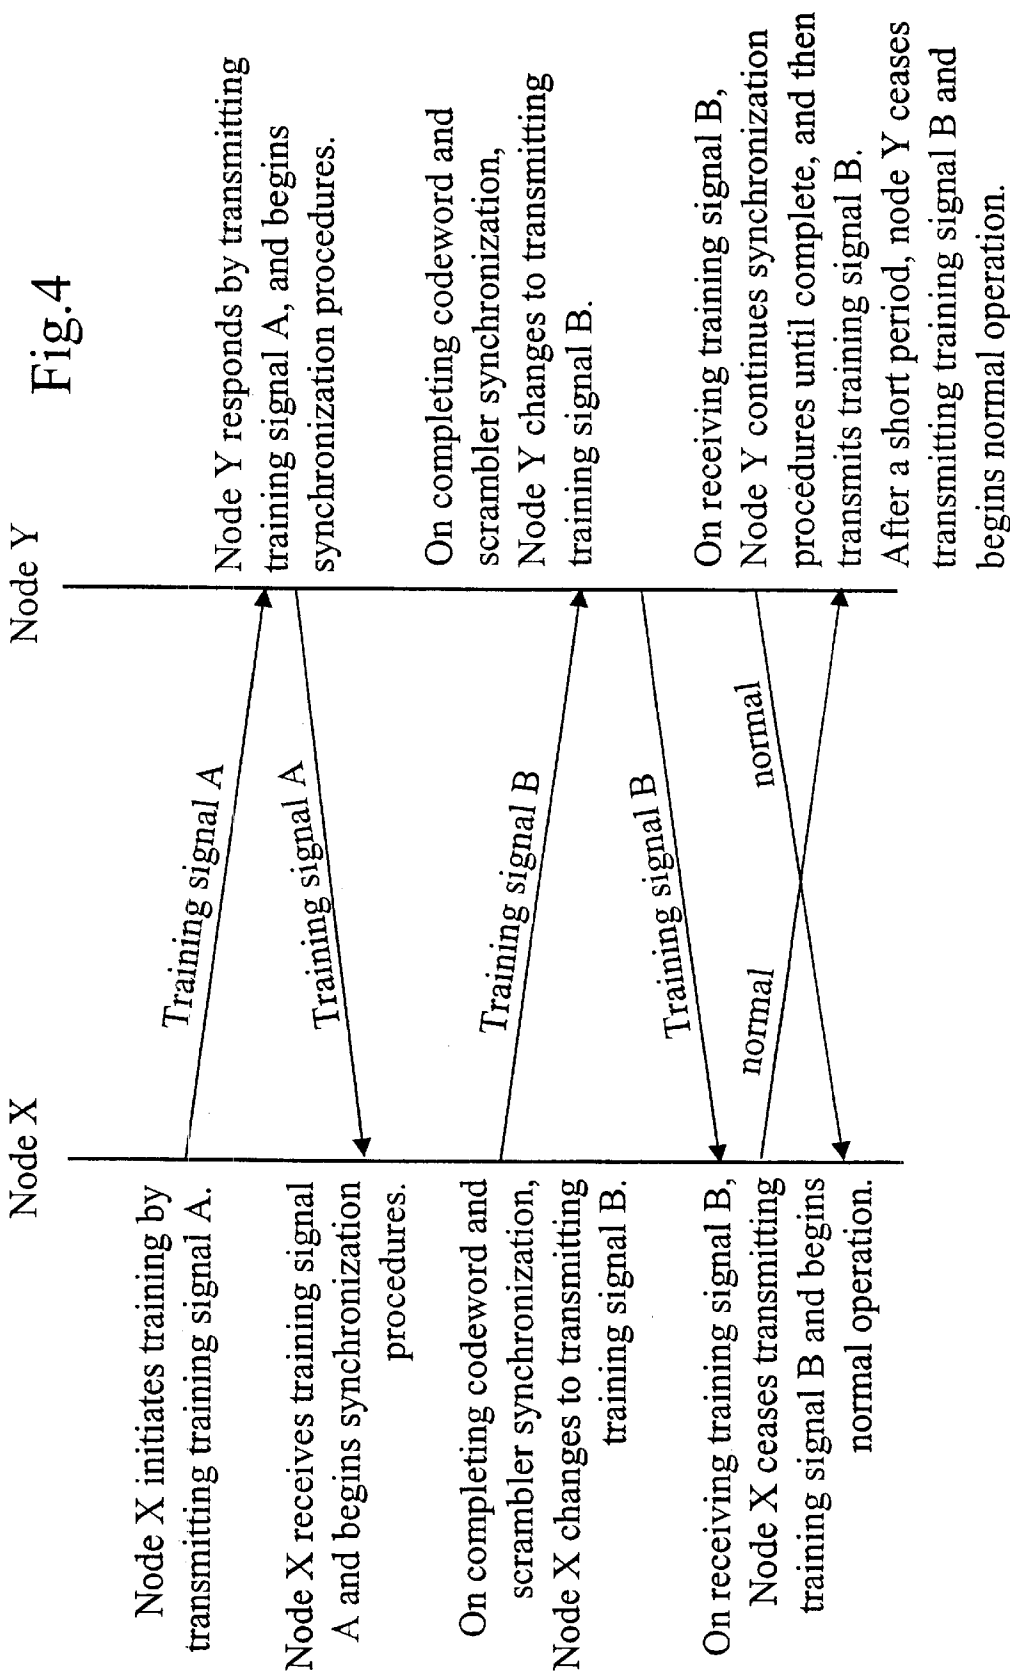 Fig.4
Node X
Node Y
Node X initiates training by
transmitting training signal A.
Training signal A
Node Y responds by transmitting
training signal A, and begins
synchronization procedures.
Node X receives training signal
A and begins synchronization
procedures.
Training signal A
On completing codeword and
scrambler synchronization,
Node X changes to transmitting
training signal B.
Training signal B
On completing codeword and
scrambler synchronization,
Node Y changes to transmitting
training signal B.
On receiving training signal B,
Node X ceases transmitting
training signal B and begins
normal operation.
Training signal B
normal
normal
On receiving training signal B,
Node Y continues synchronization
procedures until complete, and then
transmits training signal B.
After a short period, node Y ceases
transmitting training signal B and
begins normal operation.